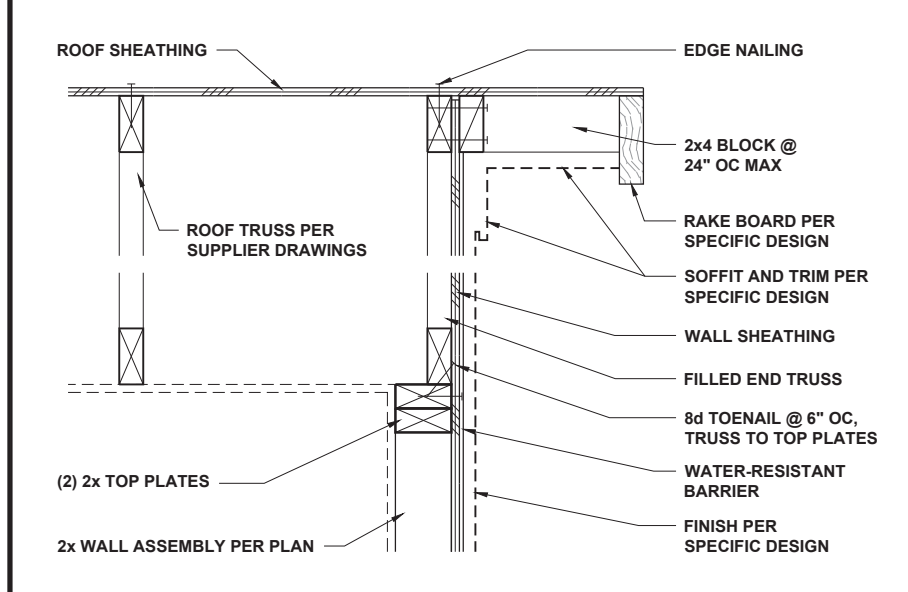 ROOF SHEATHING
EDGE NAILING
2x4 BLOCK @
24" OC MAX
ROOF TRUSS PER
SUPPLIER DRAWINGS
RAKE BOARD PER
SPECIFIC DESIGN
SOFFIT AND TRIM PER
SPECIFIC DESIGN
WALL SHEATHING
FILLED END TRUSS
8d TOENAIL @ 6" OC,
TRUSS TO TOP PLATES
(2) 2x TOP PLATES
WATER-RESISTANT
BARRIER
2x WALL ASSEMBLY PER PLAN
FINISH PER
SPECIFIC DESIGN